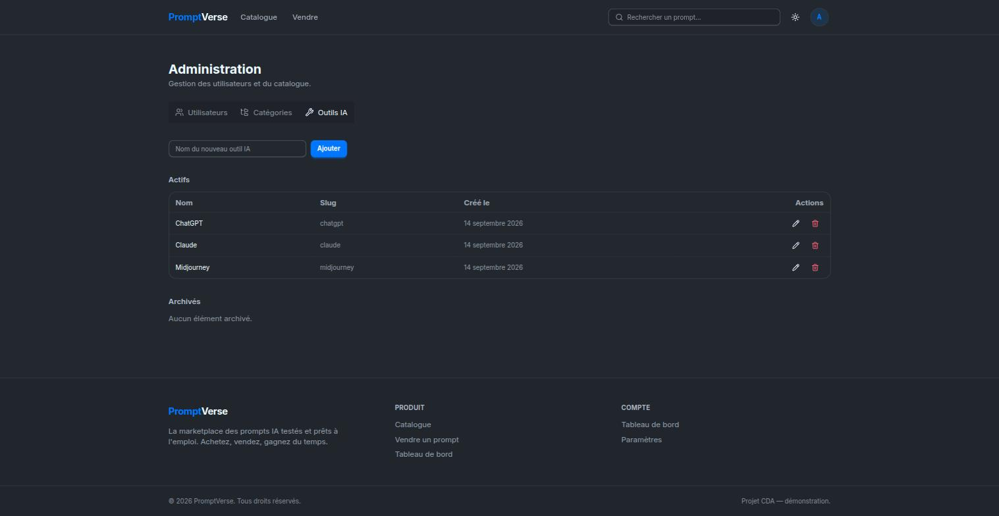 PromptVerse Catalogue Vendre Rechercher un prompt... A
Administration
Gestion des utilisateurs et du catalogue.
Utilisateurs Catégories Outils IA
Nom du nouveau outil IA Ajouter
Actifs
Nom Slug Créé le Actions
ChatGPT chatgpt 14 septembre 2026
Claude claude 14 septembre 2026
Midjourney midjourney 14 septembre 2026
Archivés
Aucun élément archivé.
PromptVerse
La marketplace des prompts IA testés et prêts à
l'emploi. Achetez, vendez, gagnez du temps.
PRODUIT
Catalogue
Vendre un prompt
Tableau de bord
COMPTE
Tableau de bord
Paramètres
© 2026 PromptVerse. Tous droits réservés.
Projet CDA — démonstration.